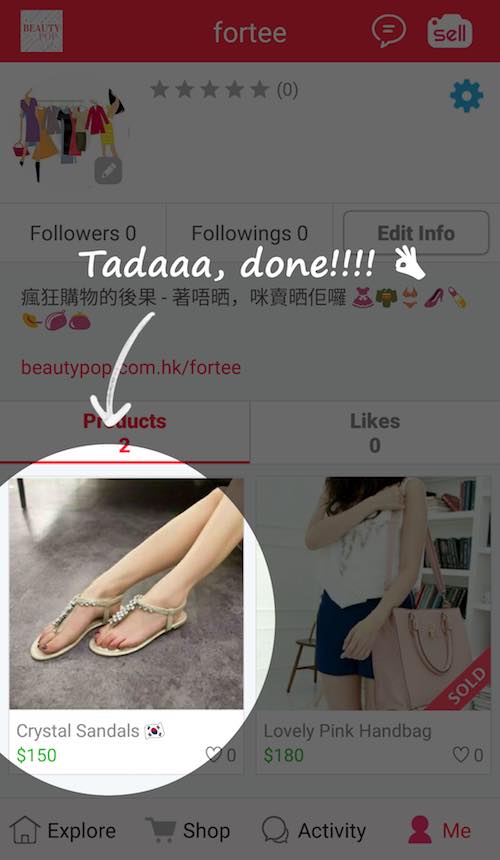 BEAUTY
POP
fortee
sell
(0)
Followers 0
Followings 0
Edit Info
Tadaaa, done!!!! 👌
瘋狂購物的後果 - 著唔晒，咪賣晒佢囉 👗👘👙👠💄
🍤🍠🍅
beautypop.com.hk/fortee
Products
2
Likes
0
SOLD
Crystal Sandals 🇰🇷
$150
0
Lovely Pink Handbag
$180
0
Explore
Shop
Activity
Me